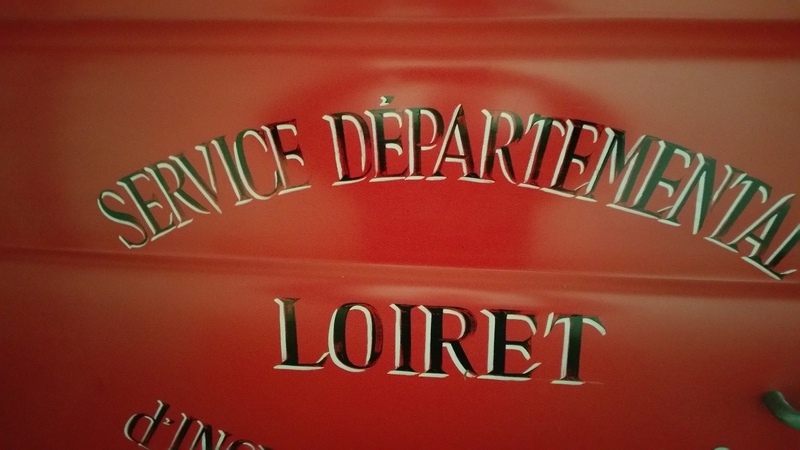 SERVICE DÉPARTEMENTAL
LOIRET